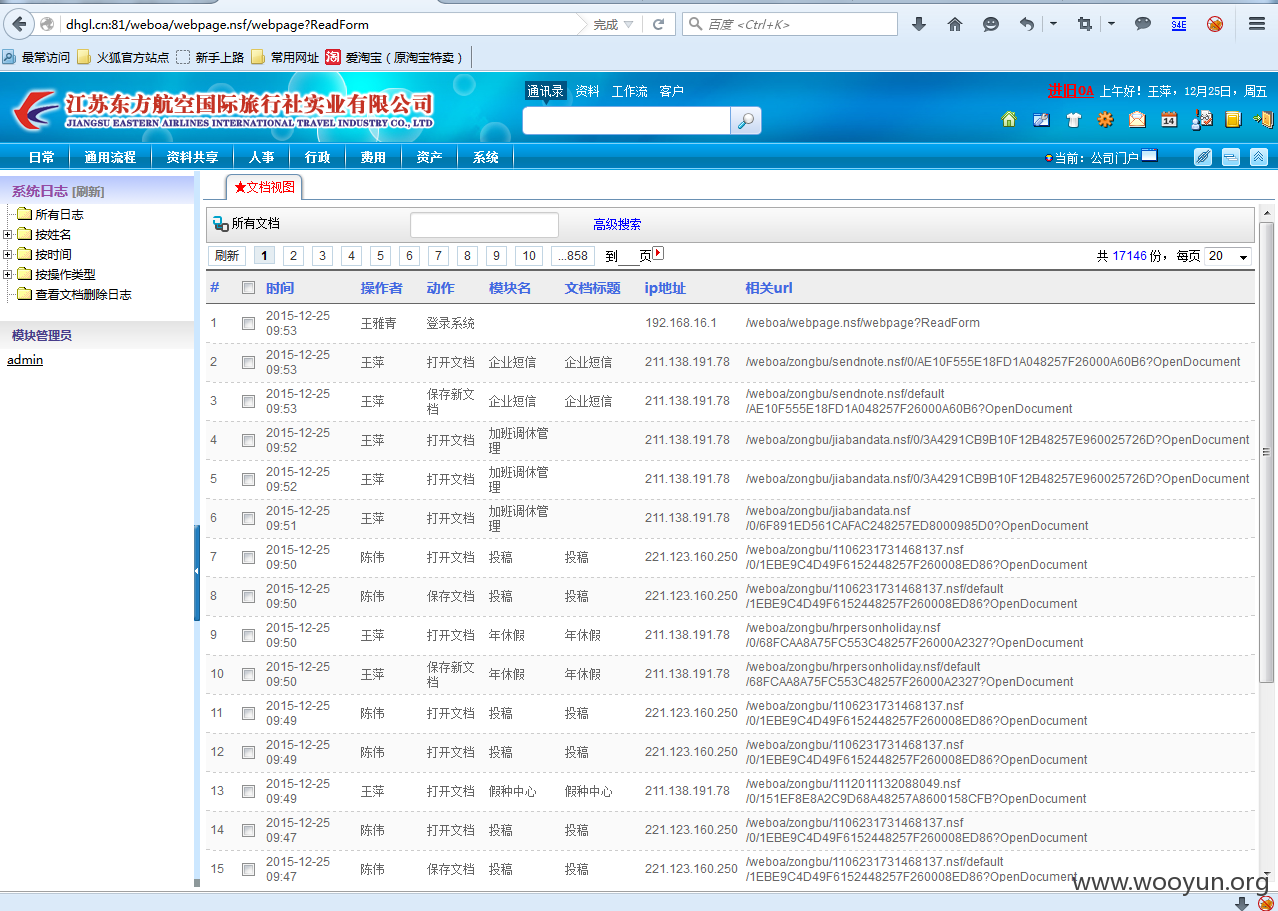 dhgl.cn:81/weboa/webpage.nsf/webpage?ReadForm 完成 百度 <Ctrl+K>
最常访问 火狐官方站点 新手上路 常用网址 淘 爱淘宝（原淘宝特卖）
江苏东方航空国际旅行社实业有限公司
JIANGSU EASTERN AIRLINES INTERNATIONAL TRAVEL INDUSTRY CO., LTD
通讯录 资料 工作流 客户
进旧OA 上午好！王萍，12月25日，周五
14
日常 通用流程 资料共享 人事 行政 费用 资产 系统
当前：公司门户
系统日志 [刷新]
所有日志
按姓名
按时间
按操作类型
查看文档删除日志
模块管理员
admin
★文档视图
所有文档 高级搜索
刷新 1 2 3 4 5 6 7 8 9 10 ...858 到 页 共 17146 份，每页 20
# 时间 操作者 动作 模块名 文档标题 ip地址 相关url
1 2015-12-25 09:53 王雅青 登录系统 192.168.16.1 /weboa/webpage.nsf/webpage?ReadForm
2 2015-12-25 09:53 王萍 打开文档 企业短信 企业短信 211.138.191.78 /weboa/zongbu/sendnote.nsf/0/AE10F555E18FD1A048257F26000A60B6?OpenDocument
3 2015-12-25 09:53 王萍 保存新文档 企业短信 企业短信 211.138.191.78 /weboa/zongbu/sendnote.nsf/default /AE10F555E18FD1A048257F26000A60B6?OpenDocument
4 2015-12-25 09:52 王萍 打开文档 加班调休管理 211.138.191.78 /weboa/zongbu/jiabandata.nsf/0/3A4291CB9B10F12B48257E960025726D?OpenDocument
5 2015-12-25 09:52 王萍 打开文档 加班调休管理 211.138.191.78 /weboa/zongbu/jiabandata.nsf/0/3A4291CB9B10F12B48257E960025726D?OpenDocument
6 2015-12-25 09:51 王萍 打开文档 加班调休管理 211.138.191.78 /weboa/zongbu/jiabandata.nsf /0/6F891ED561CAFAC248257ED8000985D0?OpenDocument
7 2015-12-25 09:50 陈伟 打开文档 投稿 投稿 221.123.160.250 /weboa/zongbu/1106231731468137.nsf /0/1EBE9C4D49F6152448257F260008ED86?OpenDocument
8 2015-12-25 09:50 陈伟 保存文档 投稿 投稿 221.123.160.250 /weboa/zongbu/1106231731468137.nsf/default /1EBE9C4D49F6152448257F260008ED86?OpenDocument
9 2015-12-25 09:50 王萍 打开文档 年休假 年休假 211.138.191.78 /weboa/zongbu/hrpersonholiday.nsf /0/68FCAA8A75FC553C48257F26000A2327?OpenDocument
10 2015-12-25 09:50 王萍 保存新文档 年休假 年休假 211.138.191.78 /weboa/zongbu/hrpersonholiday.nsf/default /68FCAA8A75FC553C48257F26000A2327?OpenDocument
11 2015-12-25 09:49 陈伟 打开文档 投稿 投稿 221.123.160.250 /weboa/zongbu/1106231731468137.nsf /0/1EBE9C4D49F6152448257F260008ED86?OpenDocument
12 2015-12-25 09:49 陈伟 打开文档 投稿 投稿 221.123.160.250 /weboa/zongbu/1106231731468137.nsf /0/1EBE9C4D49F6152448257F260008ED86?OpenDocument
13 2015-12-25 09:49 王萍 打开文档 假种中心 假种中心 211.138.191.78 /weboa/zongbu/1112011132088049.nsf /0/151EF8E8A2C9D68A48257A8600158CFB?OpenDocument
14 2015-12-25 09:47 陈伟 打开文档 投稿 投稿 221.123.160.250 /weboa/zongbu/1106231731468137.nsf /0/1EBE9C4D49F6152448257F260008ED86?OpenDocument
15 2015-12-25 09:47 陈伟 保存文档 投稿 投稿 221.123.160.250 /weboa/zongbu/1106231731468137.nsf/default /1EBE9C4D49F6152448257F260008ED86?OpenDocument
www.wooyun.org